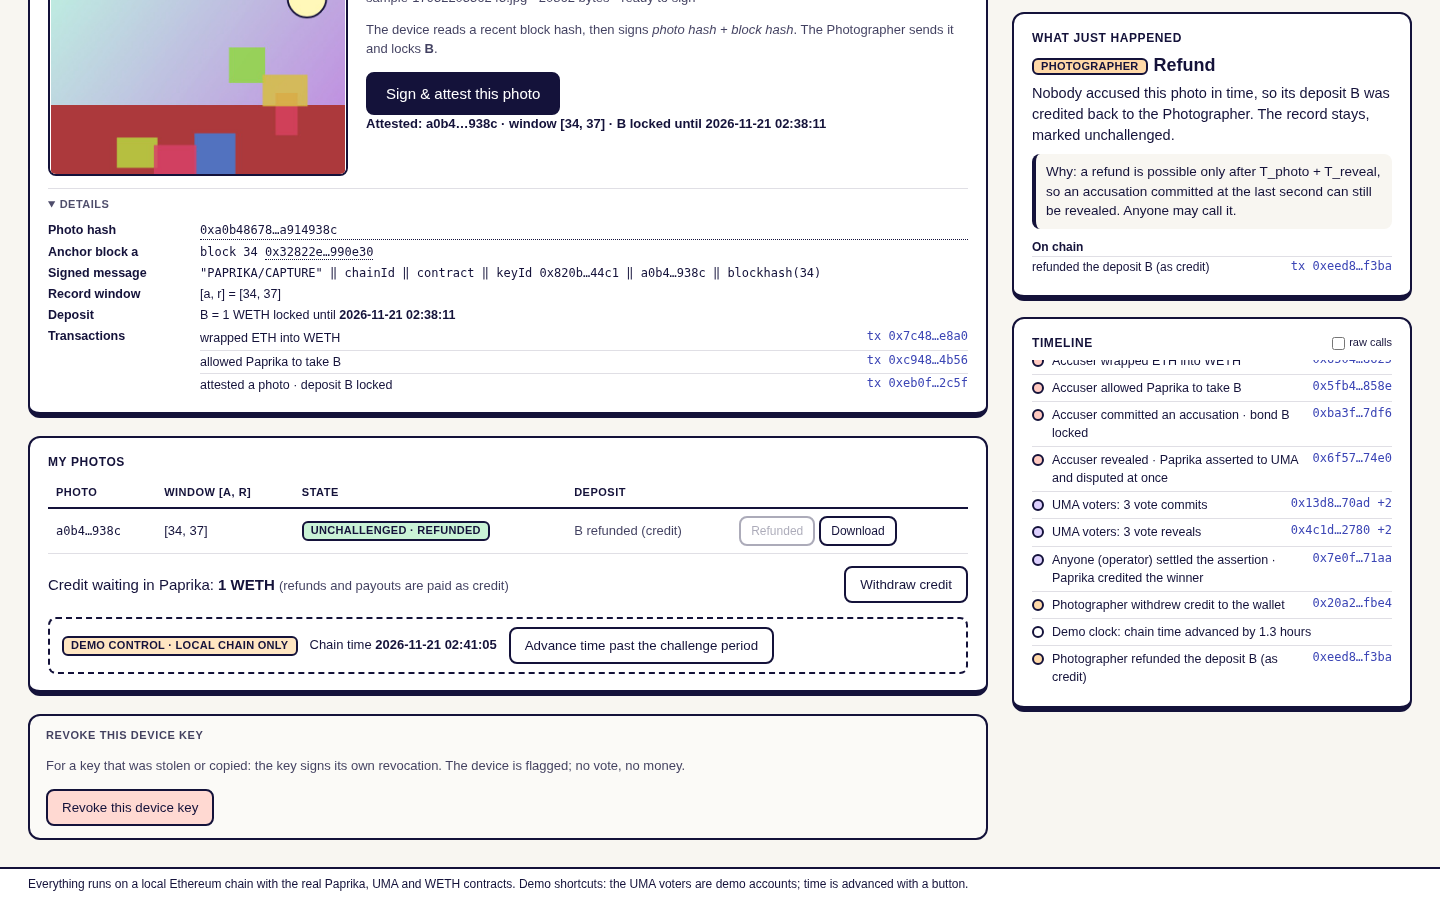 The device reads a recent block hash, then signs photo hash + block hash. The Photographer sends it
and locks B.
Sign & attest this photo
Attested: a0b4…938c · window [34, 37] · B locked until 2026-11-21 02:38:11
▼ DETAILS
Photo hash 0xa0b48678…a914938c
Anchor block a block 34 0x32822e…990e30
Signed message "PAPRIKA/CAPTURE" ‖ chainId ‖ contract ‖ keyId 0x820b…44c1 ‖ a0b4…938c ‖ blockhash(34)
Record window [a, r] = [34, 37]
Deposit B = 1 WETH locked until 2026-11-21 02:38:11
Transactions wrapped ETH into WETH tx 0x7c48…e8a0
allowed Paprika to take B tx 0xc948…4b56
attested a photo · deposit B locked tx 0xeb0f…2c5f
MY PHOTOS
PHOTO WINDOW [A, R] STATE DEPOSIT
a0b4…938c [34, 37] UNCHALLENGED · REFUNDED B refunded (credit) Refunded Download
Credit waiting in Paprika: 1 WETH (refunds and payouts are paid as credit) Withdraw credit
DEMO CONTROL · LOCAL CHAIN ONLY Chain time 2026-11-21 02:41:05 Advance time past the challenge period
REVOKE THIS DEVICE KEY
For a key that was stolen or copied: the key signs its own revocation. The device is flagged; no vote, no money.
Revoke this device key
WHAT JUST HAPPENED
PHOTOGRAPHER Refund
Nobody accused this photo in time, so its deposit B was
credited back to the Photographer. The record stays,
marked unchallenged.
Why: a refund is possible only after T_photo + T_reveal,
so an accusation committed at the last second can still
be revealed. Anyone may call it.
On chain
refunded the deposit B (as credit) tx 0xeed8…f3ba
TIMELINE raw calls
Accuser wrapped ETH into WETH
Accuser allowed Paprika to take B 0x5fb4…858e
Accuser committed an accusation · bond B 0xba3f…7df6
locked
Accuser revealed · Paprika asserted to UMA 0x6f57…74e0
and disputed at once
UMA voters: 3 vote commits 0x13d8…70ad +2
UMA voters: 3 vote reveals 0x4c1d…2780 +2
Anyone (operator) settled the assertion · 0x7e0f…71aa
Paprika credited the winner
Photographer withdrew credit to the wallet 0x20a2…fbe4
Demo clock: chain time advanced by 1.3 hours
Photographer refunded the deposit B (as 0xeed8…f3ba
credit)
Everything runs on a local Ethereum chain with the real Paprika, UMA and WETH contracts. Demo shortcuts: the UMA voters are demo accounts; time is advanced with a button.